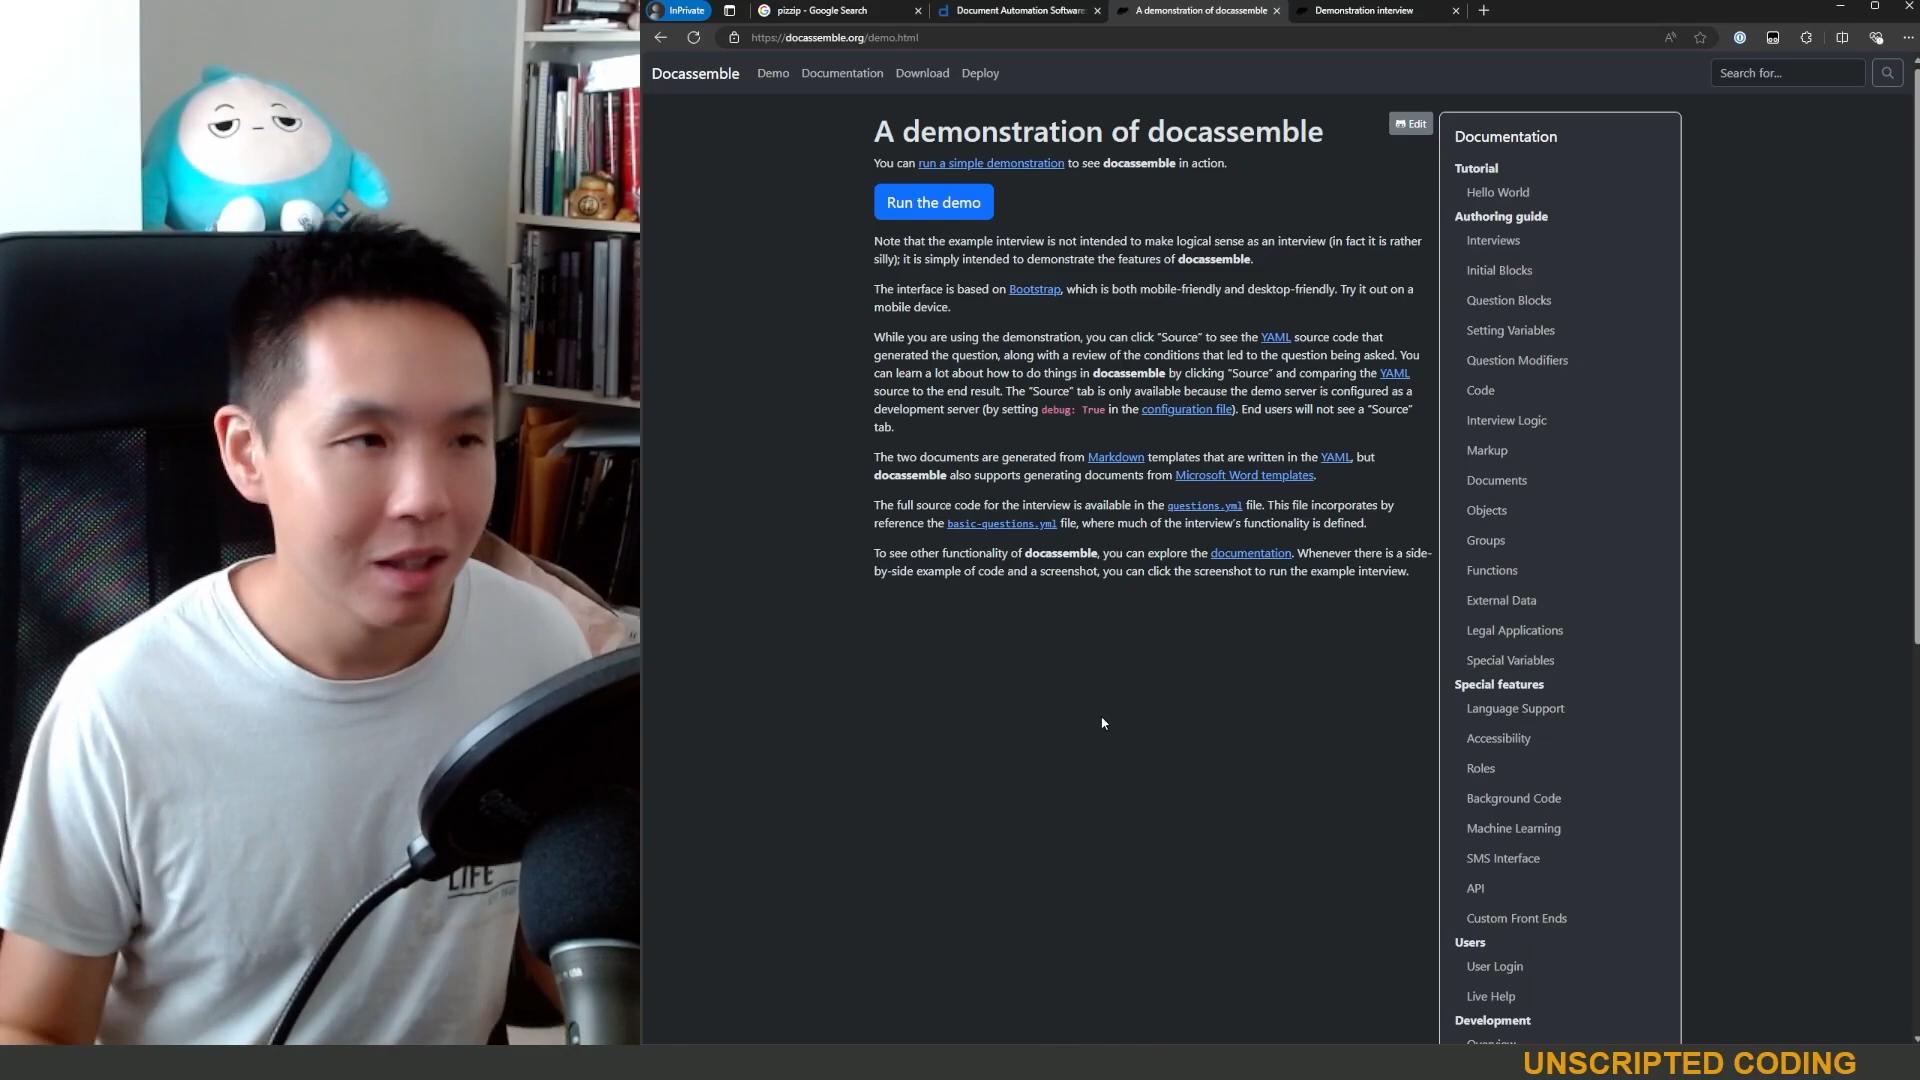 InPrivate
pizzip - Google Search
Document Automation Software
A demonstration of docassemble
Demonstration interview
https://docassemble.org/demo.html
Docassemble
Demo
Documentation
Download
Deploy
Search for...
A demonstration of docassemble
Edit
You can run a simple demonstration to see docassemble in action.
Run the demo
Note that the example interview is not intended to make logical sense as an interview (in fact it is rather
silly); it is simply intended to demonstrate the features of docassemble.
The interface is based on Bootstrap, which is both mobile-friendly and desktop-friendly. Try it out on a
mobile device.
While you are using the demonstration, you can click “Source” to see the YAML source code that
generated the question, along with a review of the conditions that led to the question being asked. You
can learn a lot about how to do things in docassemble by clicking “Source” and comparing the YAML
source to the end result. The “Source” tab is only available because the demo server is configured as a
development server (by setting debug: True in the configuration file). End users will not see a “Source”
tab.
The two documents are generated from Markdown templates that are written in the YAML, but
docassemble also supports generating documents from Microsoft Word templates.
The full source code for the interview is available in the questions.yml file. This file incorporates by
reference the basic-questions.yml file, where much of the interview’s functionality is defined.
To see other functionality of docassemble, you can explore the documentation. Whenever there is a side-
by-side example of code and a screenshot, you can click the screenshot to run the example interview.
Documentation
Tutorial
Hello World
Authoring guide
Interviews
Initial Blocks
Question Blocks
Setting Variables
Question Modifiers
Code
Interview Logic
Markup
Documents
Objects
Groups
Functions
External Data
Legal Applications
Special Variables
Special features
Language Support
Accessibility
Roles
Background Code
Machine Learning
SMS Interface
API
Custom Front Ends
Users
User Login
Live Help
Development
Overview
LIFE
UNSCRIPTED CODING